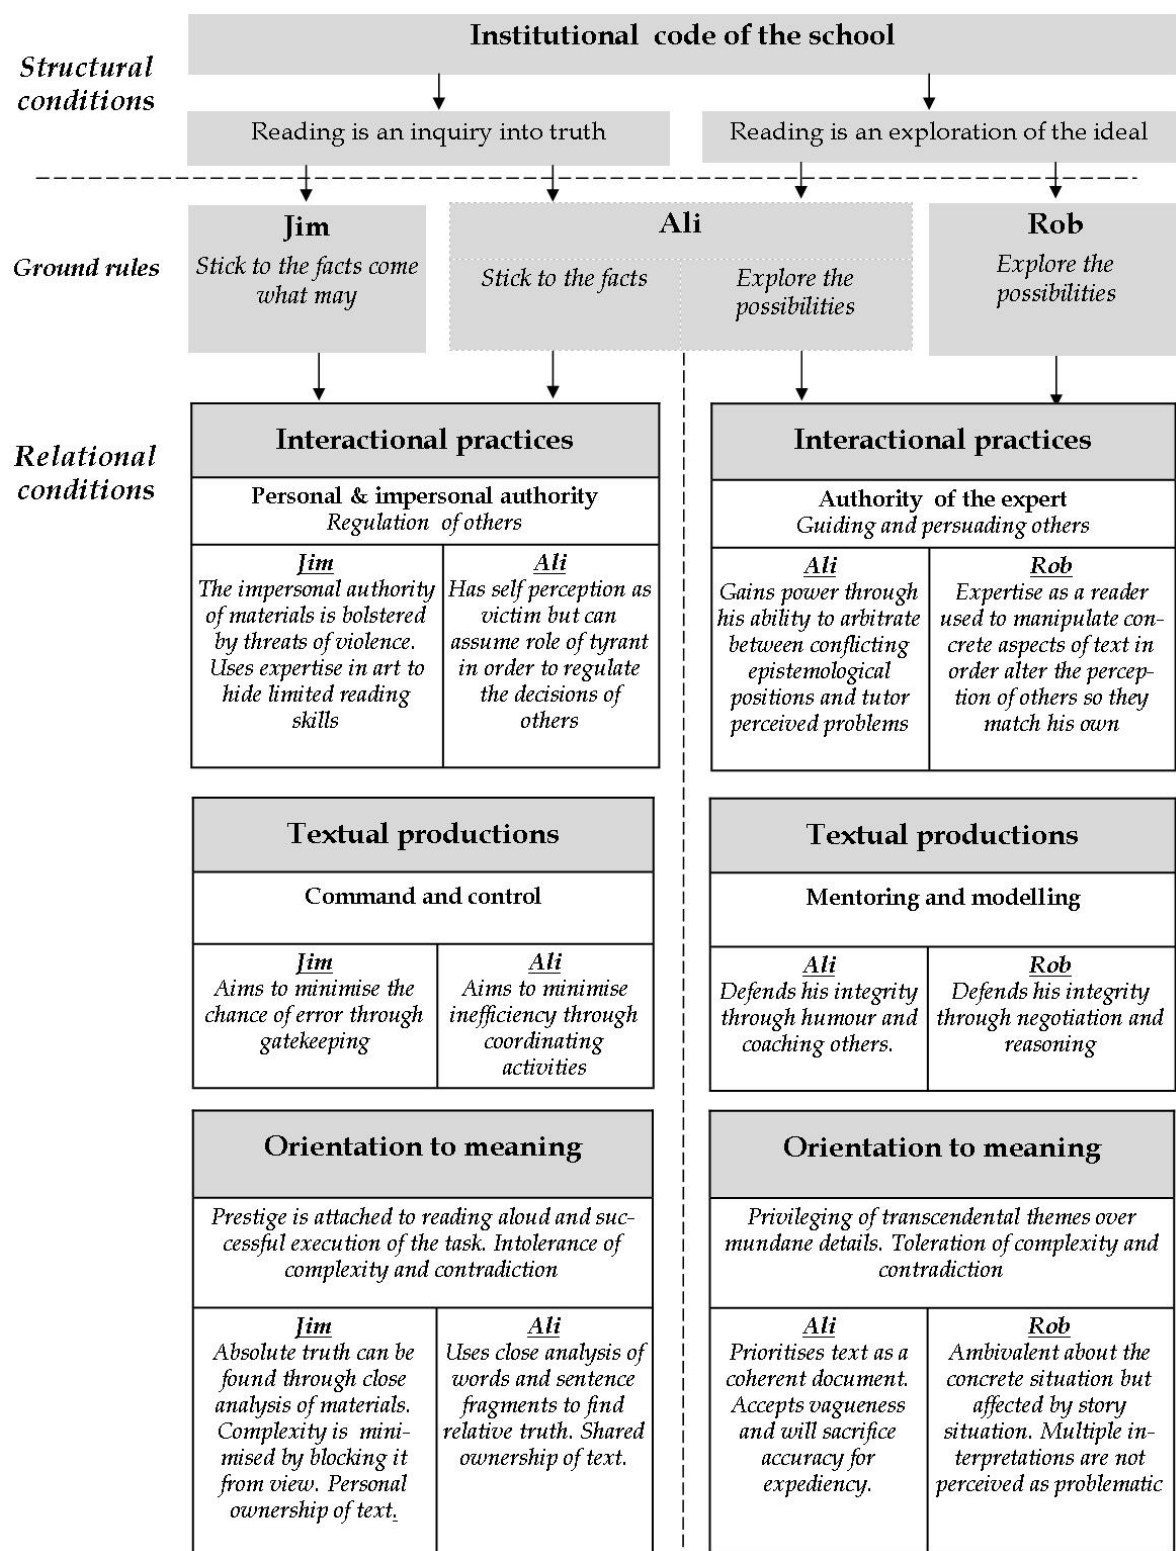 Institutional code of the school
Structural
conditions
Reading is an inquiry into truth
Reading is an exploration of the ideal
Ground rules
Jim
Stick to the facts come
what may
Ali
Stick to the facts
Explore the
possibilities
Rob
Explore the
possibilities
Relational
conditions
Interactional practices
Personal & impersonal authority
Regulation of others
Jim
The impersonal authority
of materials is bolstered
by threats of violence.
Uses expertise in art to
hide limited reading
skills
Ali
Has self perception as
victim but can
assume role of tyrant
in order to regulate
the decisions of
others
Interactional practices
Authority of the expert
Guiding and persuading others
Ali
Gains power through
his ability to arbitrate
between conflicting
epistemological
positions and tutor
perceived problems
Rob
Expertise as a reader
used to manipulate con-
crete aspects of text in
order alter the percep-
tion of others so they
match his own
Textual productions
Command and control
Jim
Aims to minimise the
chance of error through
gatekeeping
Ali
Aims to minimise
inefficiency through
coordinating
activities
Textual productions
Mentoring and modelling
Ali
Defends his integrity
through humour and
coaching others.
Rob
Defends his integrity
through negotiation and
reasoning
Orientation to meaning
Prestige is attached to reading aloud and suc-
cessful execution of the task. Intolerance of
complexity and contradiction
Jim
Absolute truth can be
found through close
analysis of materials.
Complexity is mini-
mised by blocking it
from view. Personal
ownership of text.
Ali
Uses close analysis of
words and sentence
fragments to find
relative truth. Shared
ownership of text.
Orientation to meaning
Privileging of transcendental themes over
mundane details. Toleration of complexity and
contradiction
Ali
Prioritises text as a
coherent document.
Accepts vagueness
and will sacrifice
accuracy for
expediency.
Rob
Ambivalent about the
concrete situation but
affected by story
situation. Multiple in-
terpretations are not
perceived as problematic